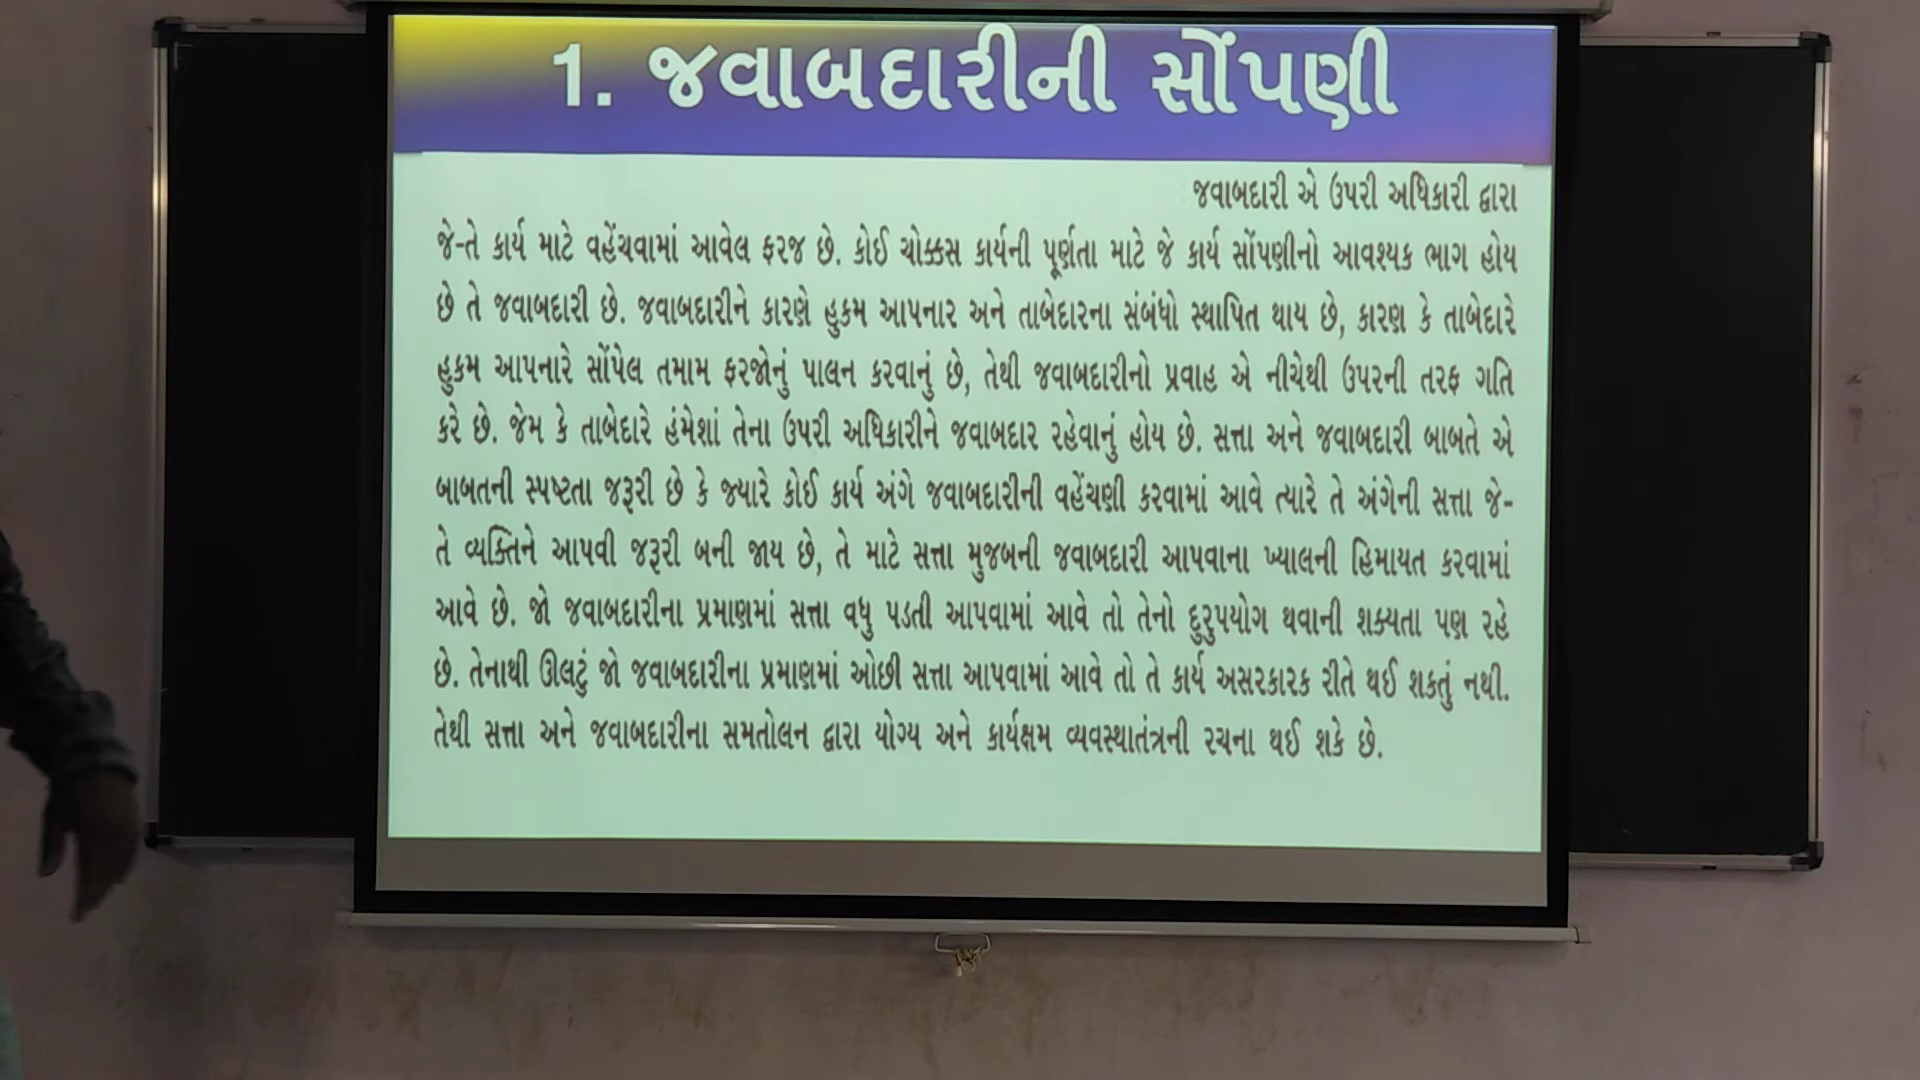 1. જવાબદારીની સોંપણી
જવાબદારી એ ઉપરી અધિકારી દ્વારા
જે-તે કાર્ય માટે વહેંચવામાં આવેલ ફરજ છે. કોઈ ચોક્કસ કાર્યની પૂર્ણતા માટે જે કાર્ય સોંપણીનો આવશ્યક ભાગ હોય
છે તે જવાબદારી છે. જવાબદારીને કારણે હુકમ આપનાર અને તાબેદારના સંબંધો સ્થાપિત થાય છે, કારણ કે તાબેદારે
હુકમ આપનારે સોંપેલ તમામ ફરજોનું પાલન કરવાનું છે, તેથી જવાબદારીનો પ્રવાહ એ નીચેથી ઉપરની તરફ ગતિ
કરે છે. જેમ કે તાબેદારે હંમેશાં તેના ઉપરી અધિકારીને જવાબદાર રહેવાનું હોય છે. સત્તા અને જવાબદારી બાબતે એ
બાબતની સ્પષ્ટતા જરૂરી છે કે જ્યારે કોઈ કાર્ય અંગે જવાબદારીની વહેંચણી કરવામાં આવે ત્યારે તે અંગેની સત્તા જે-
તે વ્યક્તિને આપવી જરૂરી બની જાય છે, તે માટે સત્તા મુજબની જવાબદારી આપવાના ખ્યાલની હિમાયત કરવામાં
આવે છે. જો જવાબદારીના પ્રમાણમાં સત્તા વધુ પડતી આપવામાં આવે તો તેનો દુરુપયોગ થવાની શક્યતા પણ રહે
છે. તેનાથી ઊલટું જો જવાબદારીના પ્રમાણમાં ઓછી સત્તા આપવામાં આવે તો તે કાર્ય અસરકારક રીતે થઈ શકતું નથી.
તેથી સત્તા અને જવાબદારીના સમતોલન દ્વારા યોગ્ય અને કાર્યક્ષમ વ્યવસ્થાતંત્રની રચના થઈ શકે છે.